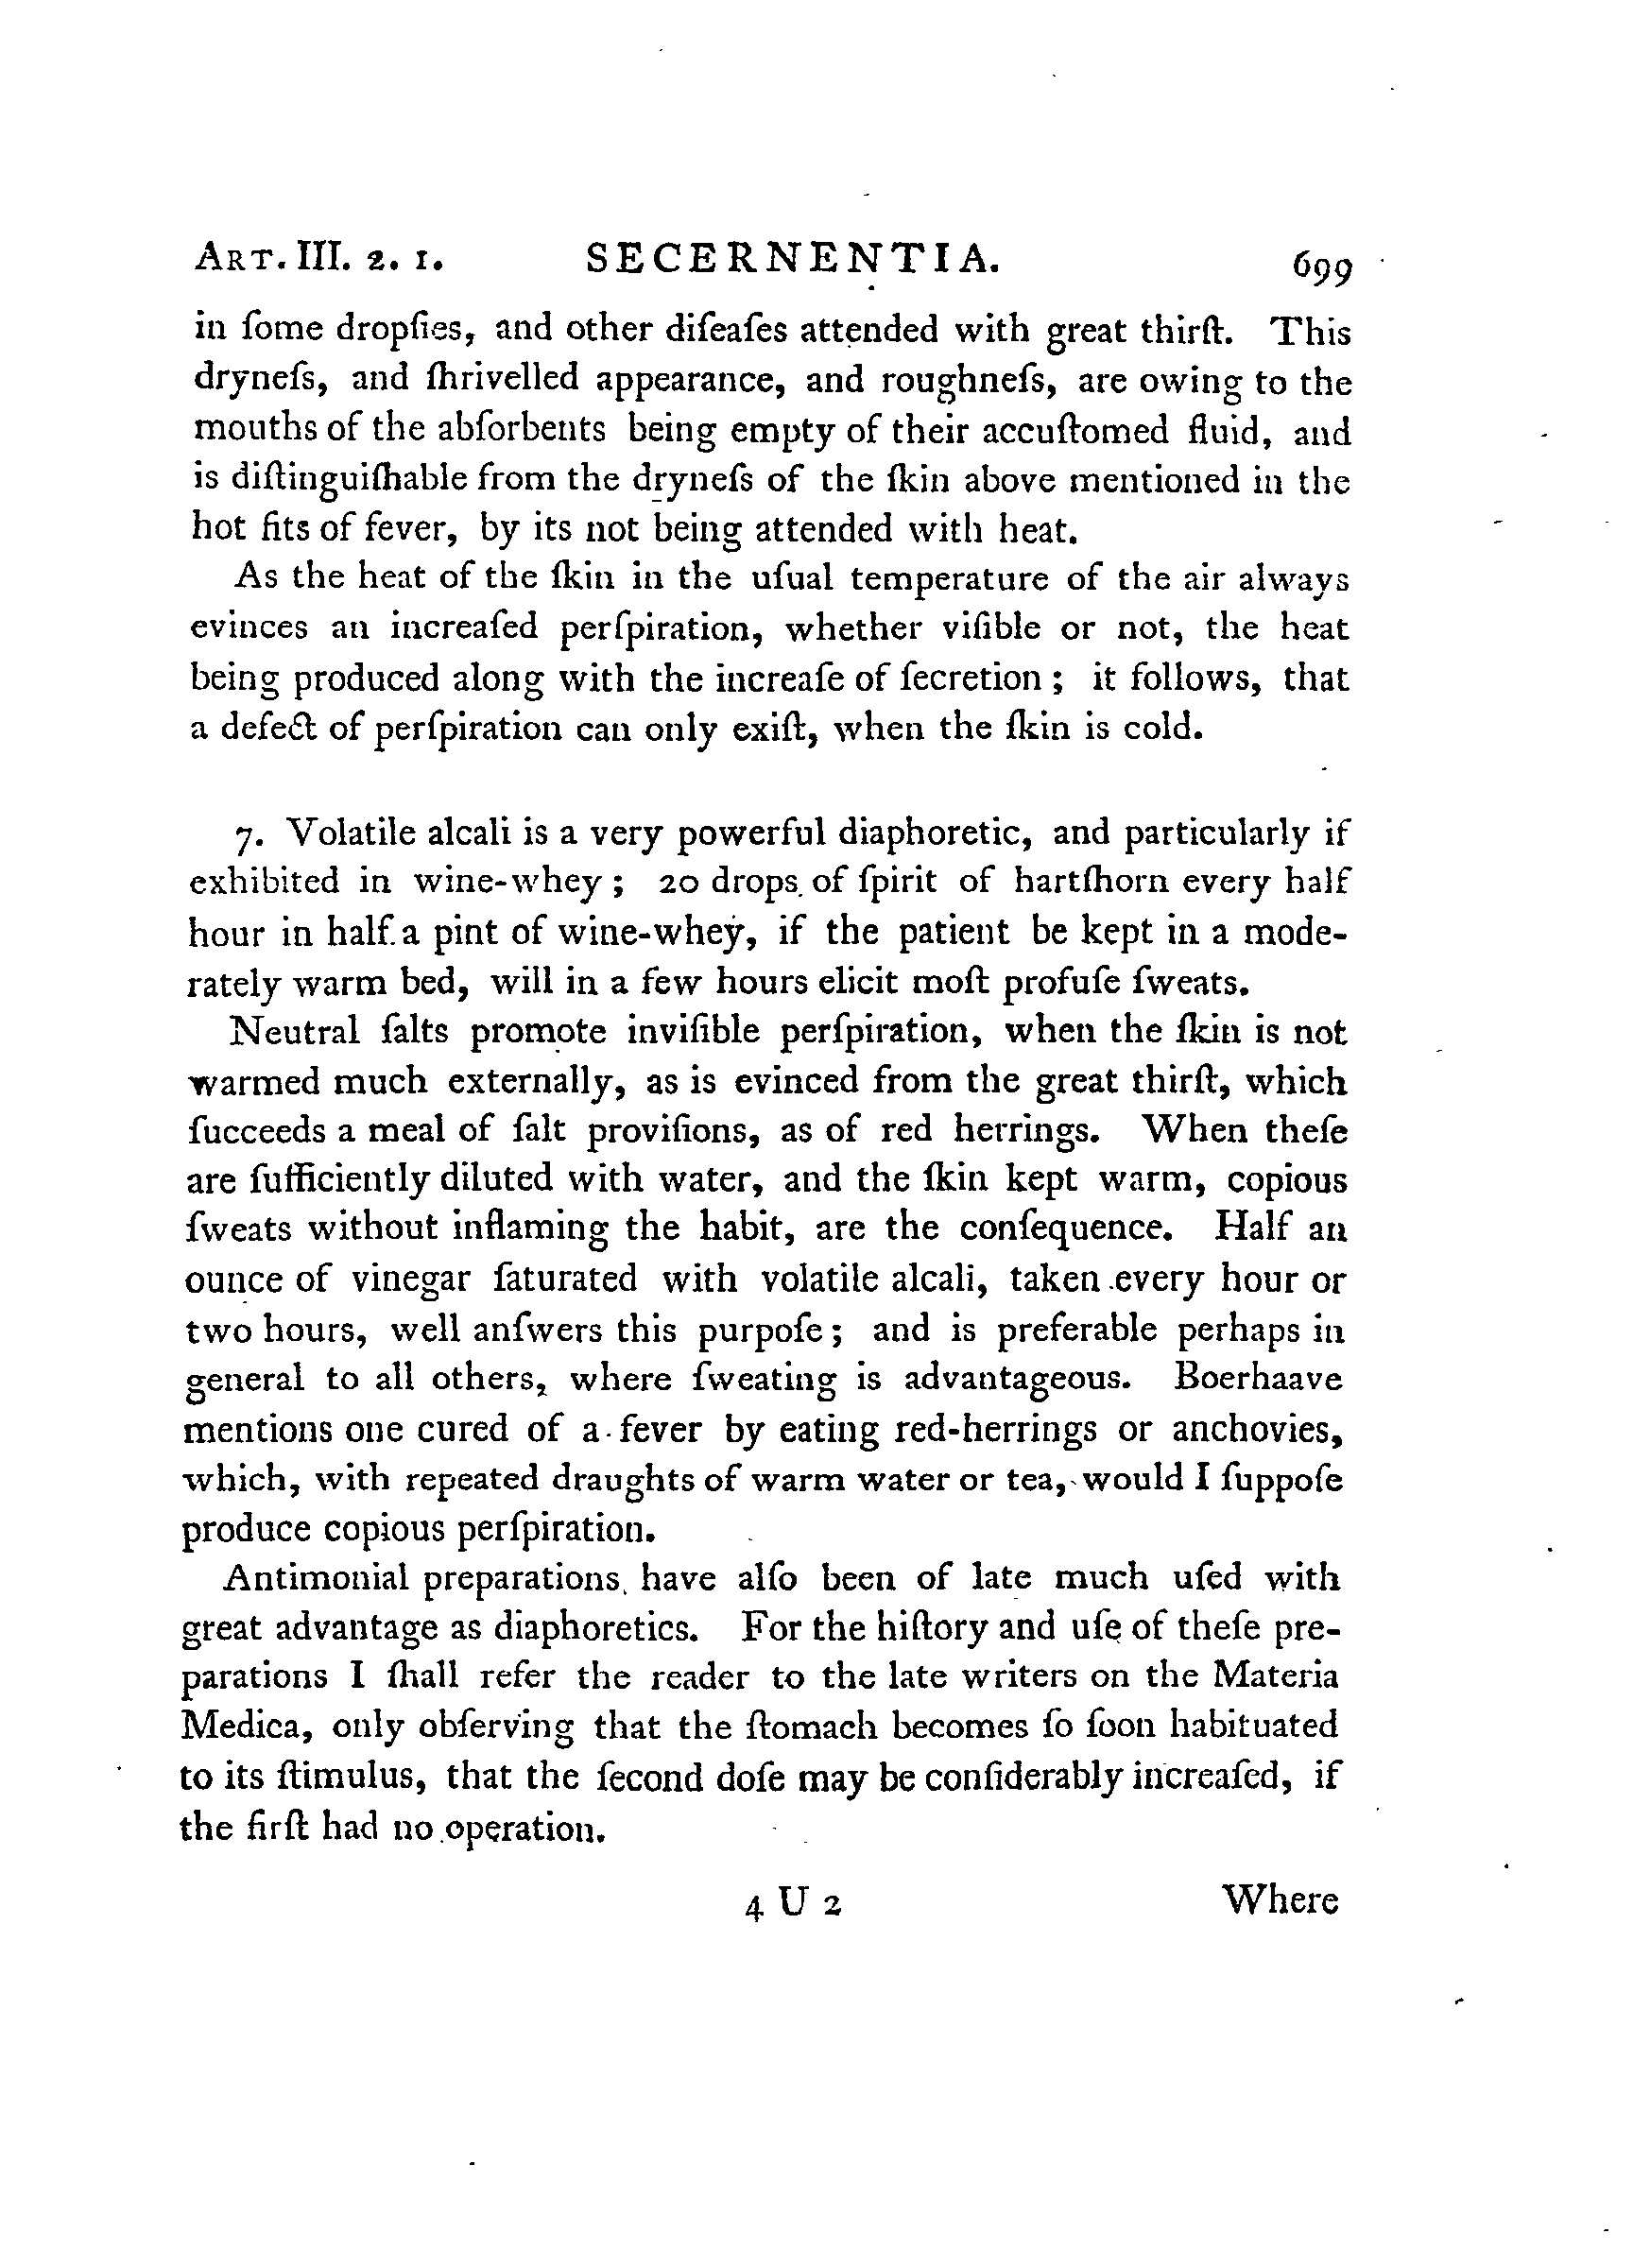 ART. III. 2. 1. SECERNENTIA. 699
in ſome dropſies, and other diſeaſes attended with great thirſt. This
dryneſs, and ſhrivelled appearance, and roughneſs, are owing to the
mouths of the abſorbents being empty of their accuſtomed fluid, and
is diſtinguiſhable from the dryneſs of the ſkin above mentioned in the
hot fits of fever, by its not being attended with heat.
As the heat of the ſkin in the uſual temperature of the air always
evinces an increaſed perſpiration, whether viſible or not, the heat
being produced along with the increaſe of ſecretion; it follows, that
a defect of perſpiration can only exiſt, when the ſkin is cold.
7. Volatile alcali is a very powerful diaphoretic, and particularly if
exhibited in wine-whey; 20 drops of ſpirit of hartſhorn every half
hour in half a pint of wine-whey, if the patient be kept in a mode-
rately warm bed, will in a few hours elicit moſt profuſe ſweats.
Neutral ſalts promote inviſible perſpiration, when the ſkin is not
warmed much externally, as is evinced from the great thirſt, which
ſucceeds a meal of ſalt proviſions, as of red herrings. When theſe
are ſufficiently diluted with water, and the ſkin kept warm, copious
ſweats without inflaming the habit, are the conſequence. Half an
ounce of vinegar ſaturated with volatile alcali, taken every hour or
two hours, well anſwers this purpoſe; and is preferable perhaps in
general to all others, where ſweating is advantageous. Boerhaave
mentions one cured of a fever by eating red-herrings or anchovies,
which, with repeated draughts of warm water or tea, would I ſuppoſe
produce copious perſpiration.
Antimonial preparations have alſo been of late much uſed with
great advantage as diaphoretics. For the hiſtory and uſe of theſe pre-
parations I ſhall refer the reader to the late writers on the Materia
Medica, only obſerving that the ſtomach becomes ſo ſoon habituated
to its ſtimulus, that the ſecond doſe may be conſiderably increaſed, if
the firſt had no operation.
4 U 2 Where